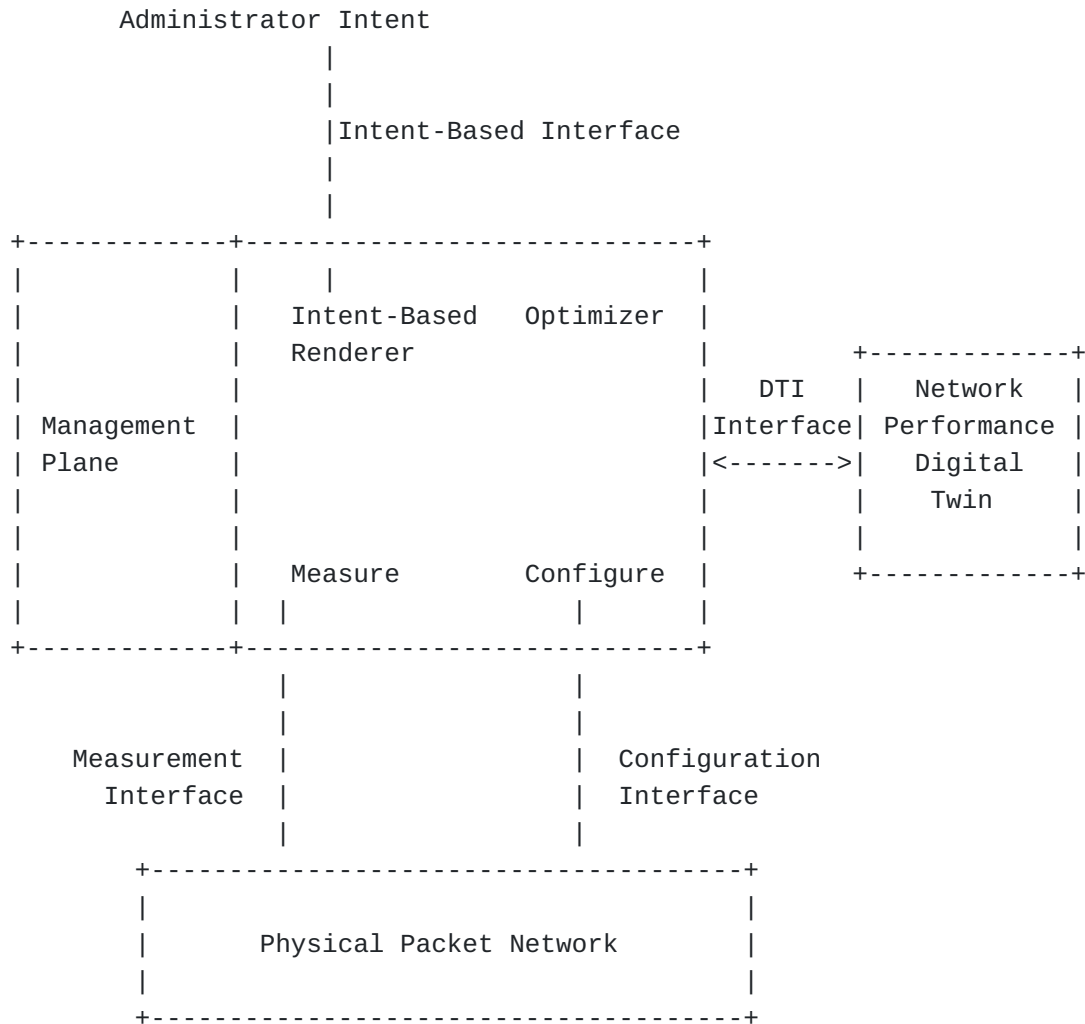 Administrator Intent
Intent-Based Interface
Intent-Based Optimizer
Renderer
DTI Network
Management Interface Performance
Plane <-------> Digital
Twin
Measure Configure
Measurement Configuration
Interface Interface
Physical Packet Network